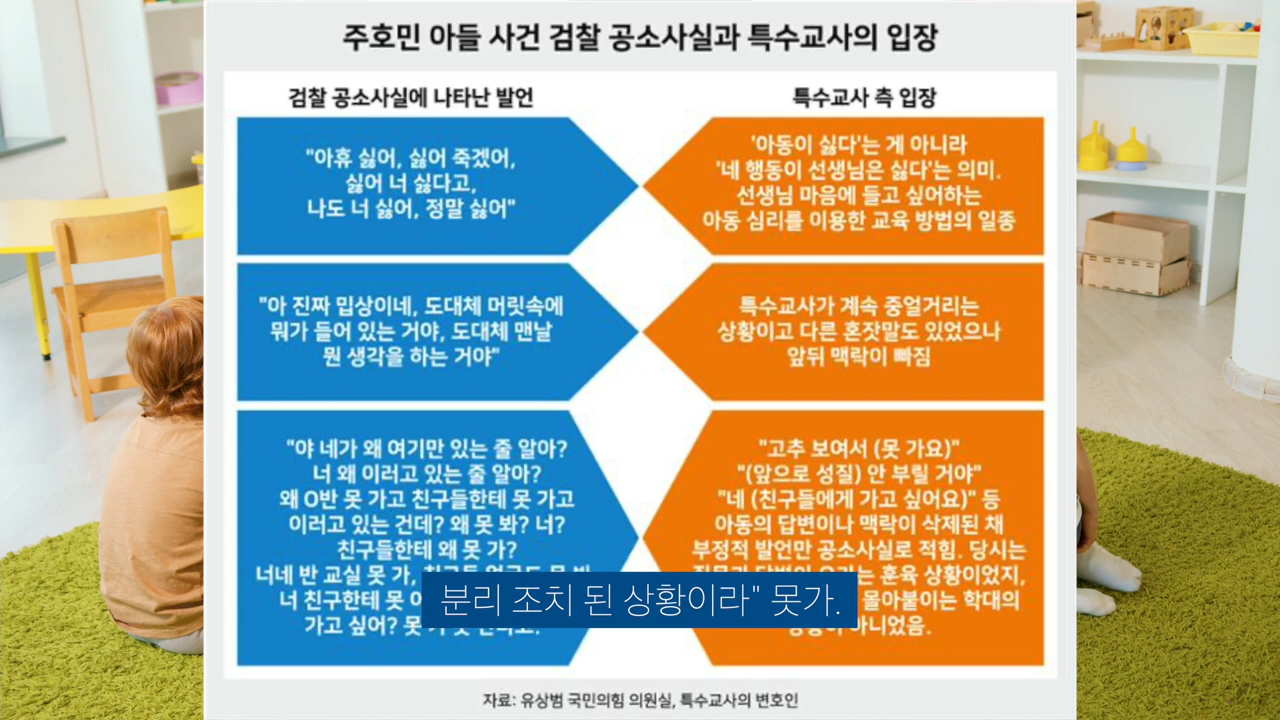 주호민 아들 사건 검찰 공소사실과 특수교사의 입장
검찰 공소사실에 나타난 발언
"아휴 싫어, 싫어 죽겠어,
싫어 너 싫다고,
나도 너 싫어, 정말 싫어"
"아 진짜 밉상이네, 도대체 머릿속에
뭐가 들어 있는 거야, 도대체 맨날
뭔 생각을 하는 거야"
"야 네가 왜 여기만 있는 줄 알아?
너 왜 이러고 있는 줄 알아?
왜 0반 못 가고 친구들한테 못 가고
이러고 있는 건데? 왜 못 봐? 너?
친구들한테 왜 못 가?
너네 반 교실 못 가,
너 친구한테 못
가고 싶어?
특수교사 측 입장
'아동이 싫다'는 게 아니라
'네 행동이 선생님은 싫다'는 의미.
선생님 마음에 들고 싶어하는
아동 심리를 이용한 교육 방법의 일종
특수교사가 계속 중얼거리는
상황이고 다른 혼잣말도 있었으나
앞뒤 맥락이 빠짐
"고추 보여서 (못 가요)"
"(앞으로 성질) 안 부릴 거야"
"네 (친구들에게 가고 싶어요)" 등
아동의 답변이나 맥락이 삭제된 채
부정적 발언만 공소사실로 적힘. 당시는
훈육 상황이었지,
몰아붙이는 학대의
아니었음.
분리 조치 된 상황이라" 못가.
자료: 유상범 국민의힘 의원실, 특수교사의 변호인